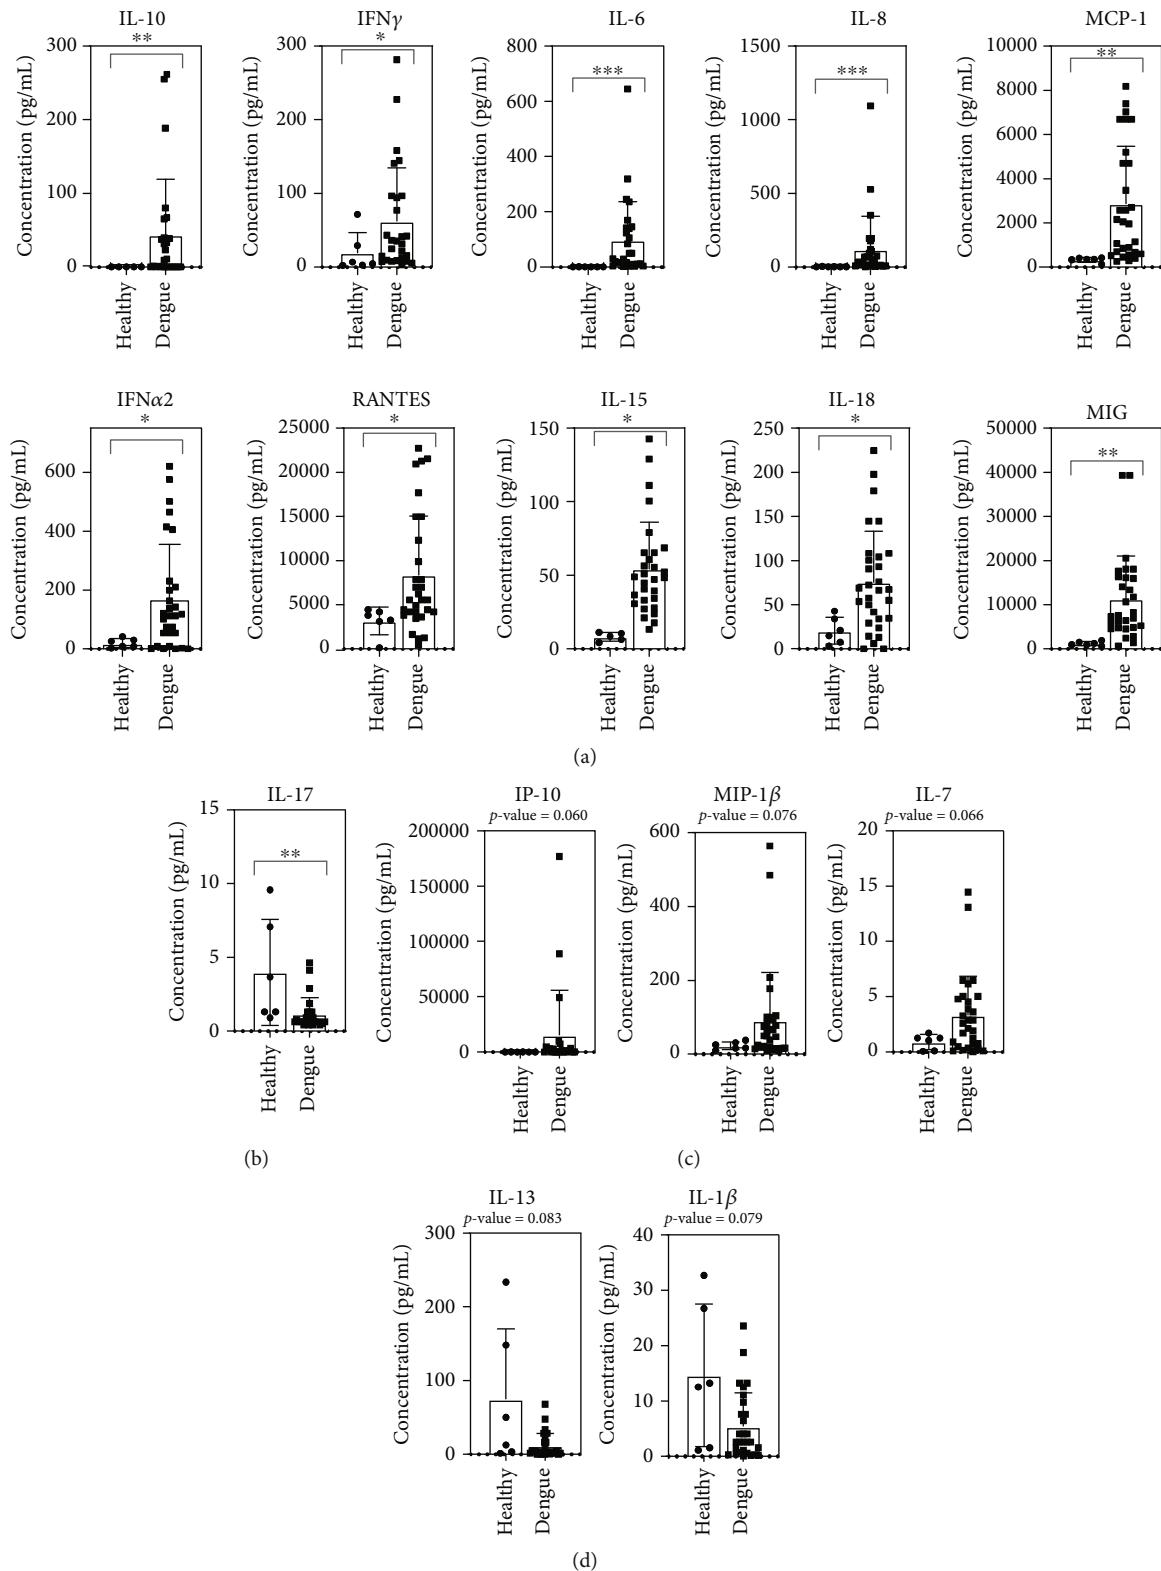 IL-10
**
Concentration (pg/mL)
300
200
100
0
Healthy
Dengue
IFNγ
*
Concentration (pg/mL)
300
200
100
0
Healthy
Dengue
IL-6
***
Concentration (pg/mL)
800
600
400
200
0
Healthy
Dengue
IL-8
***
Concentration (pg/mL)
1500
1000
500
0
Healthy
Dengue
MCP-1
**
Concentration (pg/mL)
10000
8000
6000
4000
2000
0
Healthy
Dengue
IFNα2
*
Concentration (pg/mL)
600
400
200
0
Healthy
Dengue
RANTES
*
Concentration (pg/mL)
25000
20000
15000
10000
5000
0
Healthy
Dengue
IL-15
*
Concentration (pg/mL)
150
100
50
0
Healthy
Dengue
IL-18
*
Concentration (pg/mL)
250
200
150
100
50
0
Healthy
Dengue
MIG
**
Concentration (pg/mL)
50000
40000
30000
20000
10000
0
Healthy
Dengue
(a)
IL-17
**
Concentration (pg/mL)
15
10
5
0
Healthy
Dengue
(b)
IP-10
p-value = 0.060
Concentration (pg/mL)
200000
150000
100000
50000
0
Healthy
Dengue
MIP-1β
p-value = 0.076
Concentration (pg/mL)
600
400
200
0
Healthy
Dengue
IL-7
p-value = 0.066
Concentration (pg/mL)
20
15
10
5
0
Healthy
Dengue
(c)
IL-13
p-value = 0.083
Concentration (pg/mL)
300
200
100
0
Healthy
Dengue
IL-1β
p-value = 0.079
Concentration (pg/mL)
40
30
20
10
0
Healthy
Dengue
(d)